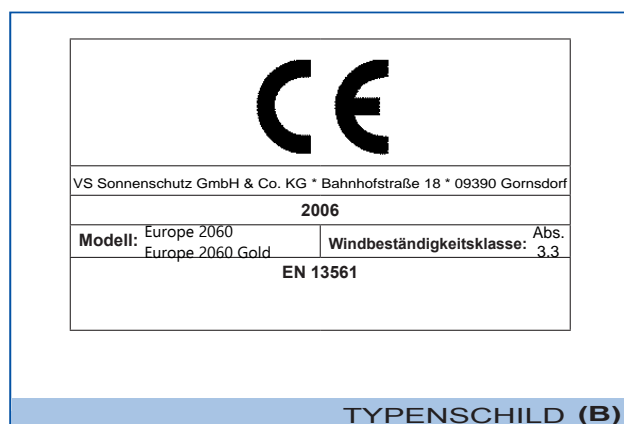 CE
VS Sonnenschutz GmbH & Co. KG * Bahnhofstraße 18 * 09390 Gornsdorf
2006
Modell: Europe 2060
Europe 2060 Gold
Windbeständigkeitsklasse: Abs.
3.3
EN 13561
TYPENSCHILD (B)